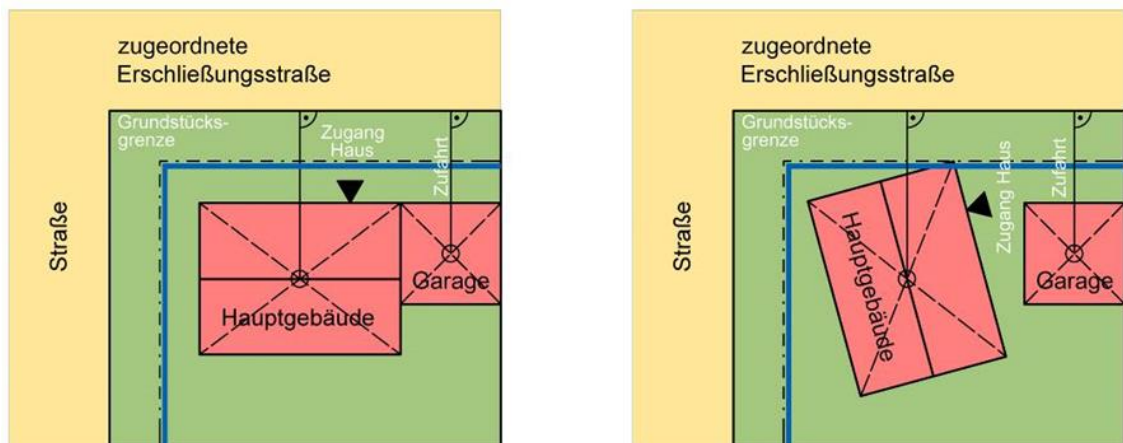 zugeordnete
Erschließungsstraße
Grundstücks-
grenze
Zugang
Haus
Zufahrt
Straße
Hauptgebäude
Garage
zugeordnete
Erschließungsstraße
Grundstücks-
grenze
Zugang Haus
Zufahrt
Straße
Hauptgebäude
Garage